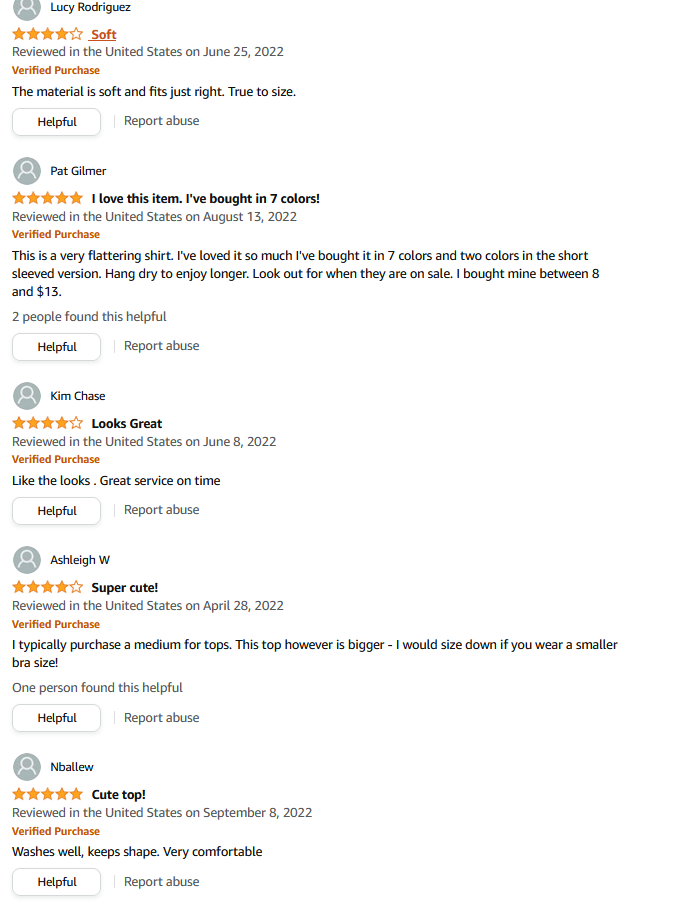 Lucy Rodriguez
Soft
Reviewed in the United States on June 25, 2022
Verified Purchase
The material is soft and fits just right. True to size.
Helpful
Report abuse
Pat Gilmer
I love this item. I've bought in 7 colors!
Reviewed in the United States on August 13, 2022
Verified Purchase
This is a very flattering shirt. I've loved it so much I've bought it in 7 colors and two colors in the short
sleeved version. Hang dry to enjoy longer. Look out for when they are on sale. I bought mine between 8
and $13.
2 people found this helpful
Helpful
Report abuse
Kim Chase
Looks Great
Reviewed in the United States on June 8, 2022
Verified Purchase
Like the looks . Great service on time
Helpful
Report abuse
Ashleigh W
Super cute!
Reviewed in the United States on April 28, 2022
Verified Purchase
I typically purchase a medium for tops. This top however is bigger - I would size down if you wear a smaller
bra size!
One person found this helpful
Helpful
Report abuse
Nballew
Cute top!
Reviewed in the United States on September 8, 2022
Verified Purchase
Washes well, keeps shape. Very comfortable
Helpful
Report abuse